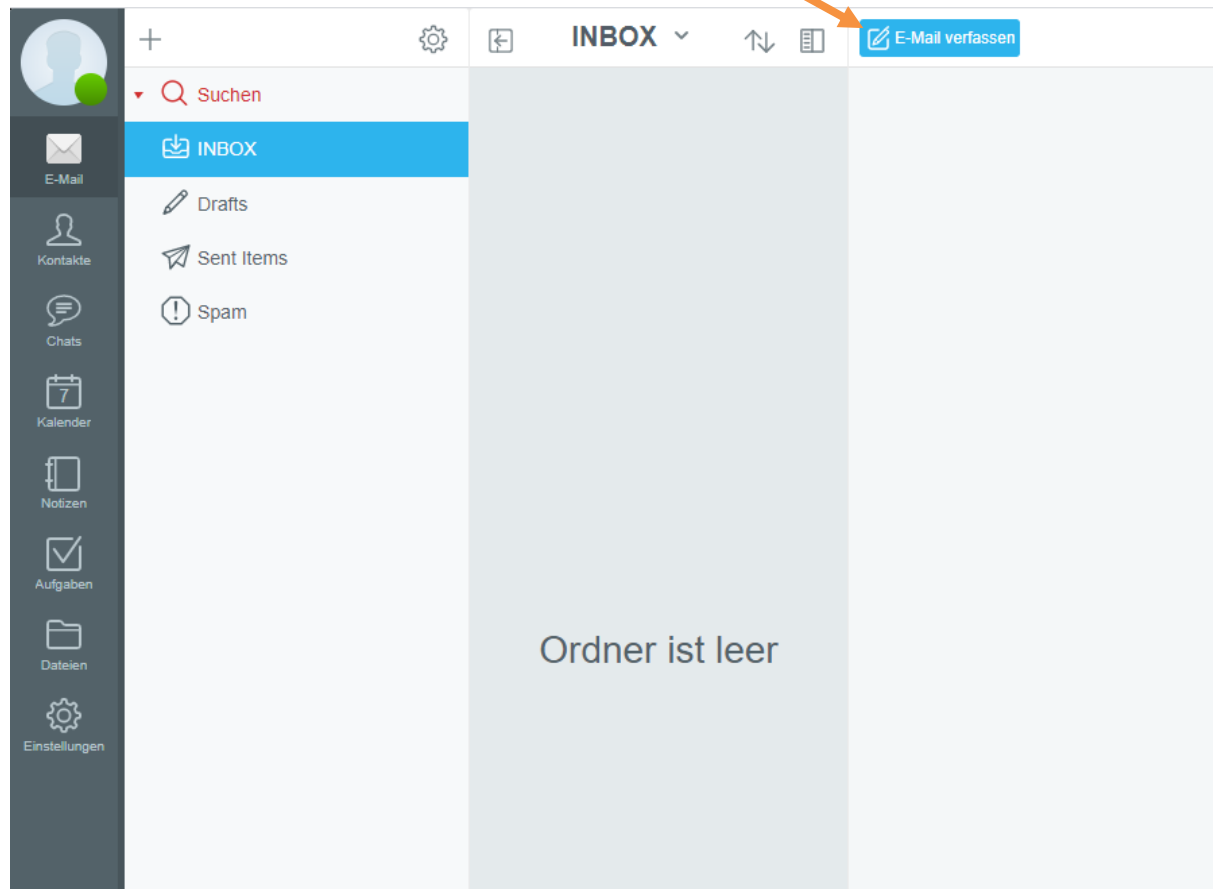 INBOX
E-Mail verfassen
Suchen
INBOX
Drafts
Sent Items
Spam
E-Mail
Kontakte
Chats
7
Kalender
Notizen
Aufgaben
Dateien
Einstellungen
Ordner ist leer